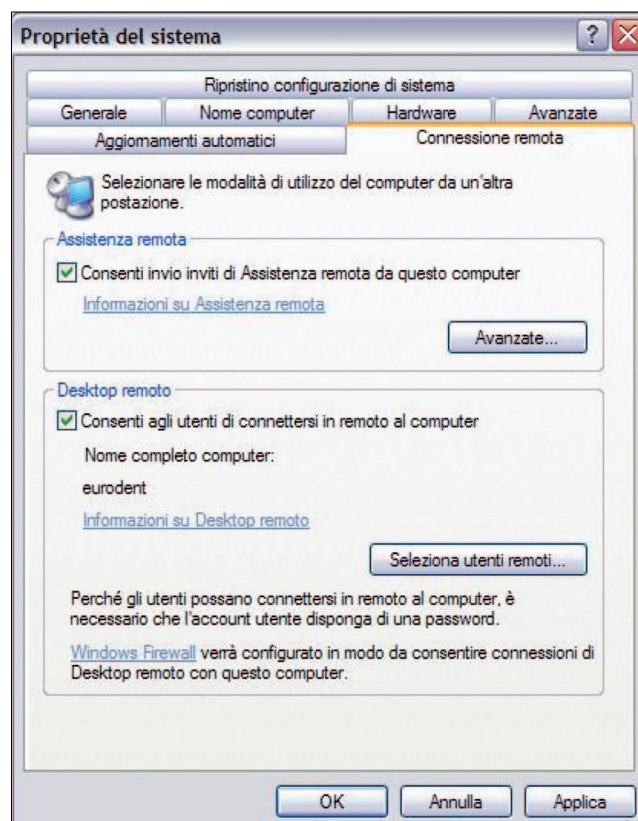 Proprietà del sistema
Ripristino configurazione di sistema
Generale Nome computer Hardware Avanzate
Aggiornamenti automatici Connessione remota
Selezionare le modalità di utilizzo del computer da un'altra
postazione.
Assistenza remota
Consenti invio inviti di Assistenza remota da questo computer
Informazioni su Assistenza remota
Avanzate...
Desktop remoto
Consenti agli utenti di connettersi in remoto al computer
Nome completo computer:
eurodent
Informazioni su Desktop remoto
Seleziona utenti remoti...
Perché gli utenti possano connettersi in remoto al computer, è
necessario che l'account utente disponga di una password.
Windows Firewall verrà configurato in modo da consentire connessioni di
Desktop remoto con questo computer.
OK Annulla Applica